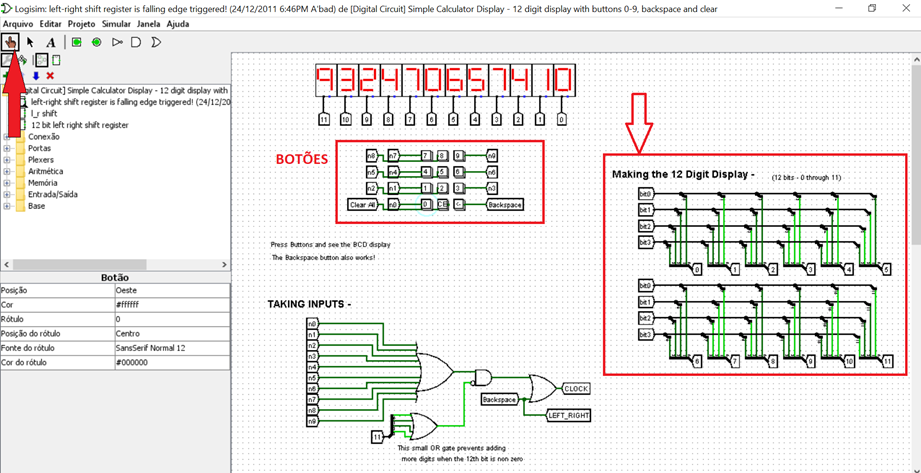 Logisim: left-right shift register is falling edge triggered! (24/12/2011 6:46PM A'bad) de [Digital Circuit] Simple Calculator Display - 12 digit display with buttons 0-9, backspace and clear
Arquivo Editar Projeto Simular Janela Ajuda
gital Circuit] Simple Calculator Display - 12 digit display with
left-right shift register is falling edge triggered! (24/12/20
l_r shift
12 bit left right shift register
Conexão
Portas
Plexers
Aritmética
Memória
Entrada/Saída
Base
Botão
Posição Oeste
Cor #ffffff
Rótulo 0
Posição do rótulo Centro
Fonte do rótulo SansSerif Normal 12
Cor do rótulo #000000
932470657410
11 10 9 8 7 6 5 4 3 2 1 0
BOTÕES
n8 n7 7 8 9 n9
n5 n4 4 5 6 n6
n2 n1 1 2 3 n3
Clear All n0 0 CE <- Backspace
Press Buttons and see the BCD display
The Backspace button also works!
Making the 12 Digit Display - (12 bits - 0 through 11)
bit0
bit1
bit2
bit3
0 1 2 3 4 5
bit0
bit1
bit2
bit3
6 7 8 9 10 11
TAKING INPUTS -
n0
n1
n2
n3
n4
n5
n6
n7
n8
n9
11
Backspace
CLOCK
LEFT_RIGHT
This small OR gate prevents adding
more digits when the 12th bit is non zero